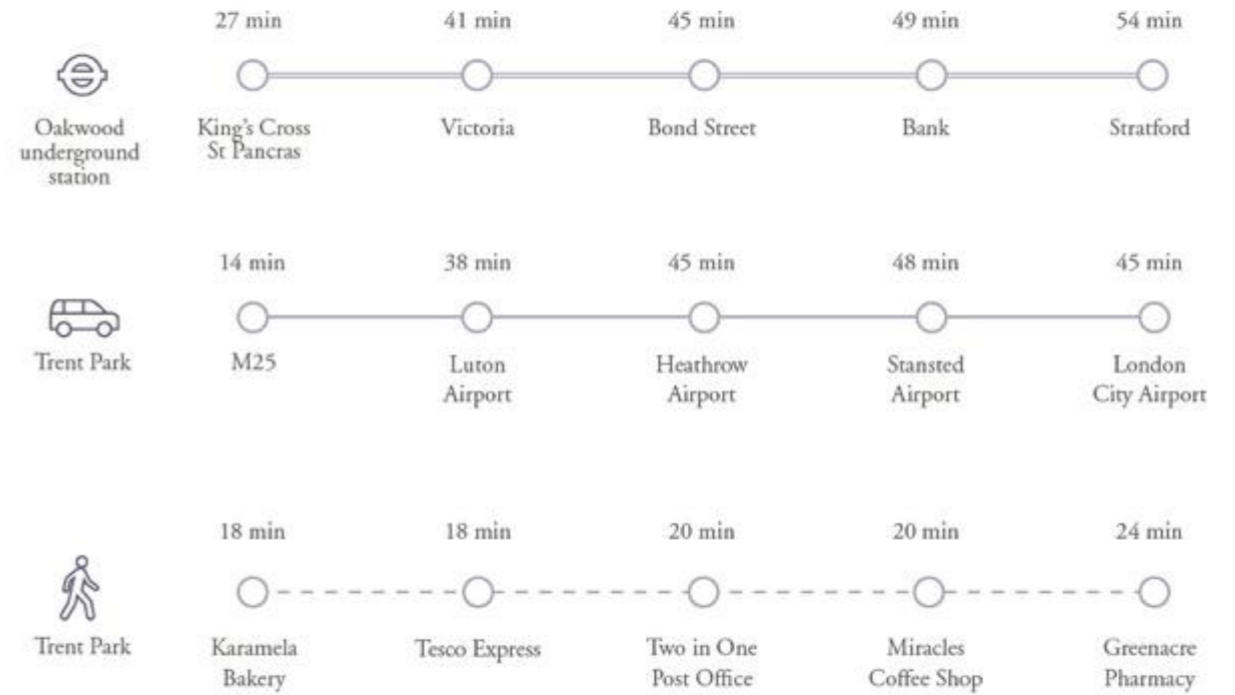 27 min 41 min 45 min 49 min 54 min
Oakwood
underground
station
King's Cross
St Pancras
Victoria
Bond Street
Bank
Stratford
14 min 38 min 45 min 48 min 45 min
Trent Park
M25
Luton
Airport
Heathrow
Airport
Stansted
Airport
London
City Airport
18 min 18 min 20 min 20 min 24 min
Trent Park
Karamela
Bakery
Tesco Express
Two in One
Post Office
Miracles
Coffee Shop
Greenacre
Pharmacy